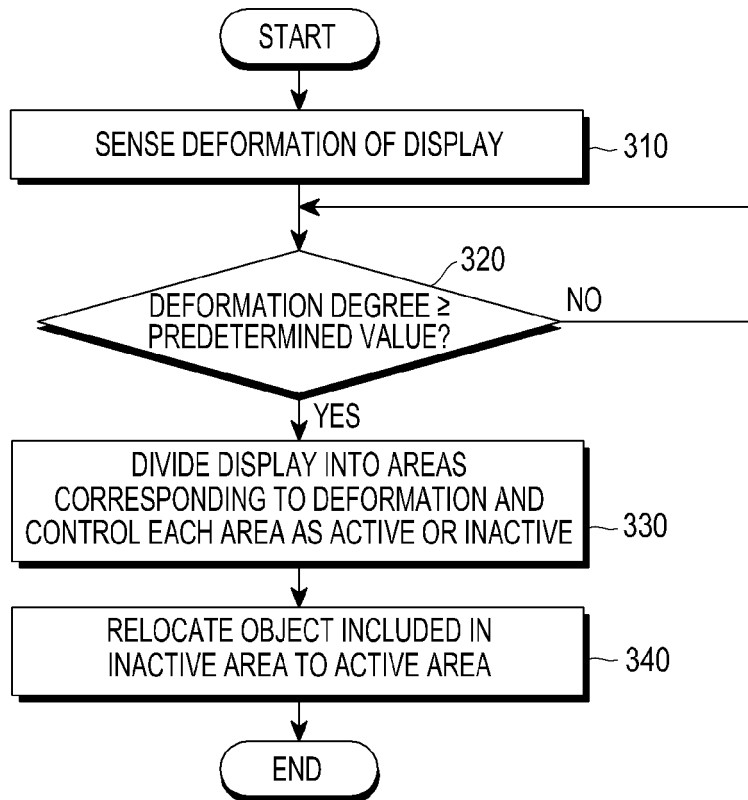 START
SENSE DEFORMATION OF DISPLAY
310
320
DEFORMATION DEGREE ≥
PREDETERMINED VALUE?
NO
YES
DIVIDE DISPLAY INTO AREAS
CORRESPONDING TO DEFORMATION AND
CONTROL EACH AREA AS ACTIVE OR INACTIVE
330
RELOCATE OBJECT INCLUDED IN
INACTIVE AREA TO ACTIVE AREA
340
END